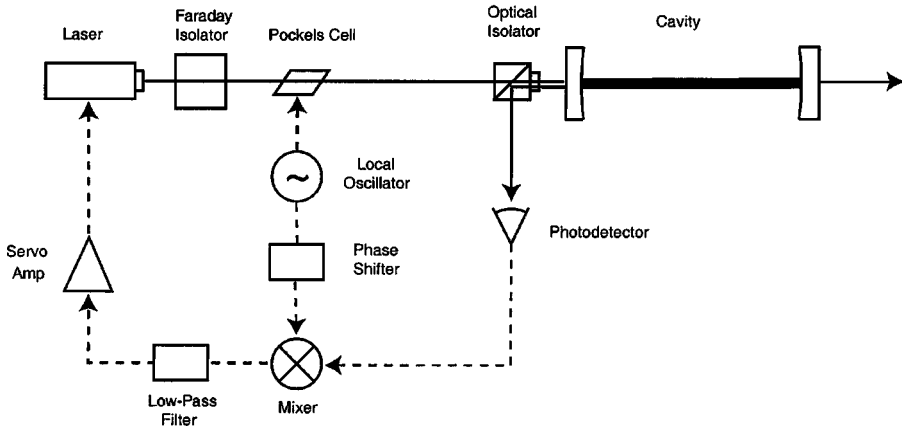 Laser
Faraday
Isolator
Pockels Cell
Optical
Isolator
Cavity
~
Local
Oscillator
Photodetector
Phase
Shifter
Servo
Amp
Low-Pass
Filter
Mixer